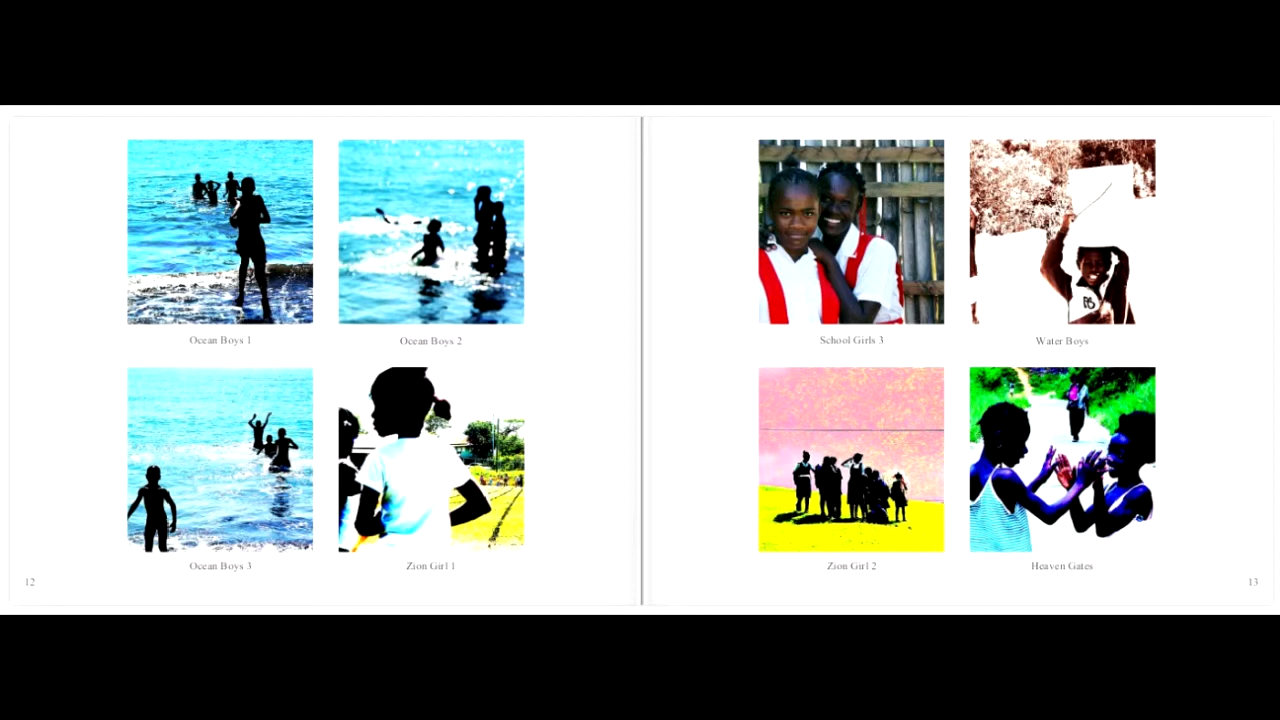 Ocean Boys 1
Ocean Boys 2
Ocean Boys 3
Zion Girl 1
12
School Girls 3
Water Boys
Zion Girl 2
Heaven Gates
13